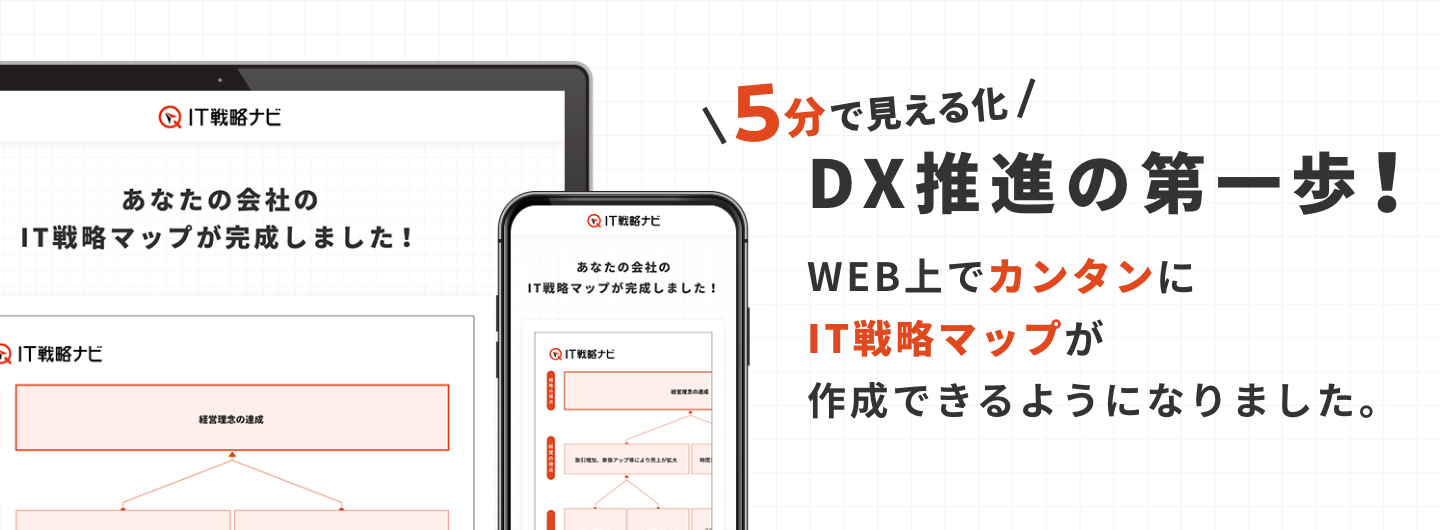 IT戦略ナビ
あなたの会社の
IT戦略マップが完成しました!
IT戦略ナビ
経営理念の達成
IT戦略ナビ
あなたの会社の
IT戦略マップが完成しました!
IT戦略ナビ
経営理念の達成
取引増加、単価アップ等により売上が拡大
時間
\5分で見える化/
DX推進の第一歩!
WEB上でカンタンに
IT戦略マップが
作成できるようになりました。